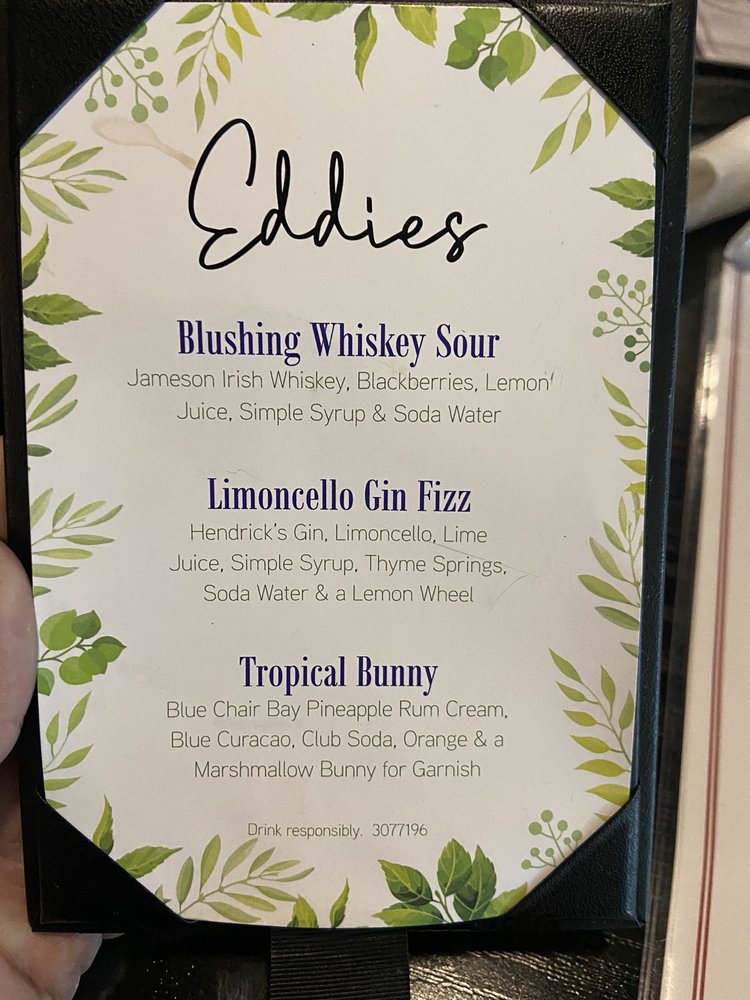 Eddies
Blushing Whiskey Sour
Jameson Irish Whiskey, Blackberries, Lemon
Juice, Simple Syrup & Soda Water
Limoncello Gin Fizz
Hendrick's Gin, Limoncello, Lime
Juice, Simple Syrup, Thyme Springs,
Soda Water & a Lemon Wheel
Tropical Bunny
Blue Chair Bay Pineapple Rum Cream,
Blue Curacao, Club Soda, Orange & a
Marshmallow Bunny for Garnish
Drink responsibly. 3077196